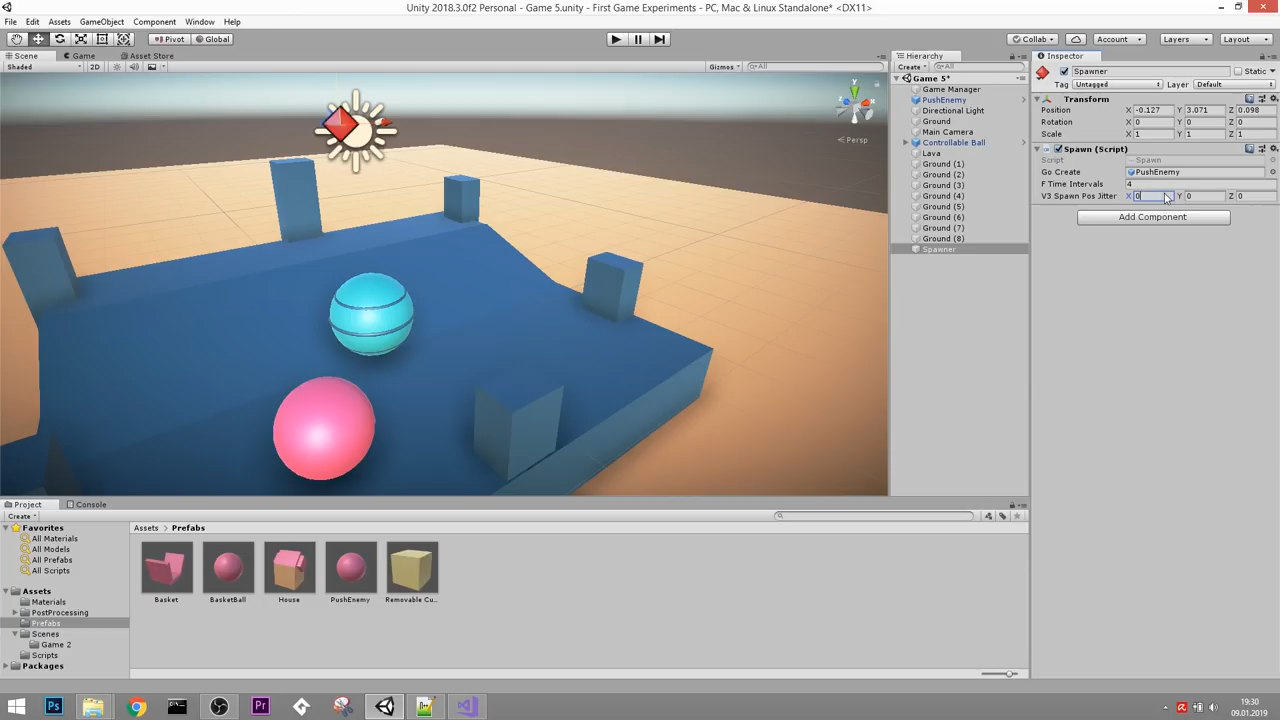 Unity 2018.3.0f2 Personal - Game 5.unity - First Game Experiments - PC, Mac & Linux Standalone* <DX11>
File Edit Assets GameObject Component Window Help
Pivot Global Collab Account Layers Layout
Scene Game Asset Store
Shaded 2D Gizmos All
y x z
Persp
Hierarchy
Create All
Game 5*
Game Manager
PushEnemy
Directional Light
Ground
Main Camera
Controllable Ball
Lava
Ground (1)
Ground (2)
Ground (3)
Ground (4)
Ground (5)
Ground (6)
Ground (7)
Ground (8)
Spawner
Inspector
Spawner Static
Tag Untagged Layer Default
Transform
Position X -0.127 Y 3.071 Z 0.098
Rotation X 0 Y 0 Z 0
Scale X 1 Y 1 Z 1
Spawn (Script)
Script Spawn
Go Create PushEnemy
F Time Intervals 4
V3 Spawn Pos Jitter X 0 Y 0 Z 0
Add Component
Project Console
Create
Favorites
All Materials
All Models
All Prefabs
All Scripts
Assets
Materials
PostProcessing
Prefabs
Scenes
Game 2
Scripts
Packages
Assets > Prefabs
Basket BasketBall House PushEnemy Removable Cu...
Ps Pr
19:30
09.01.2019